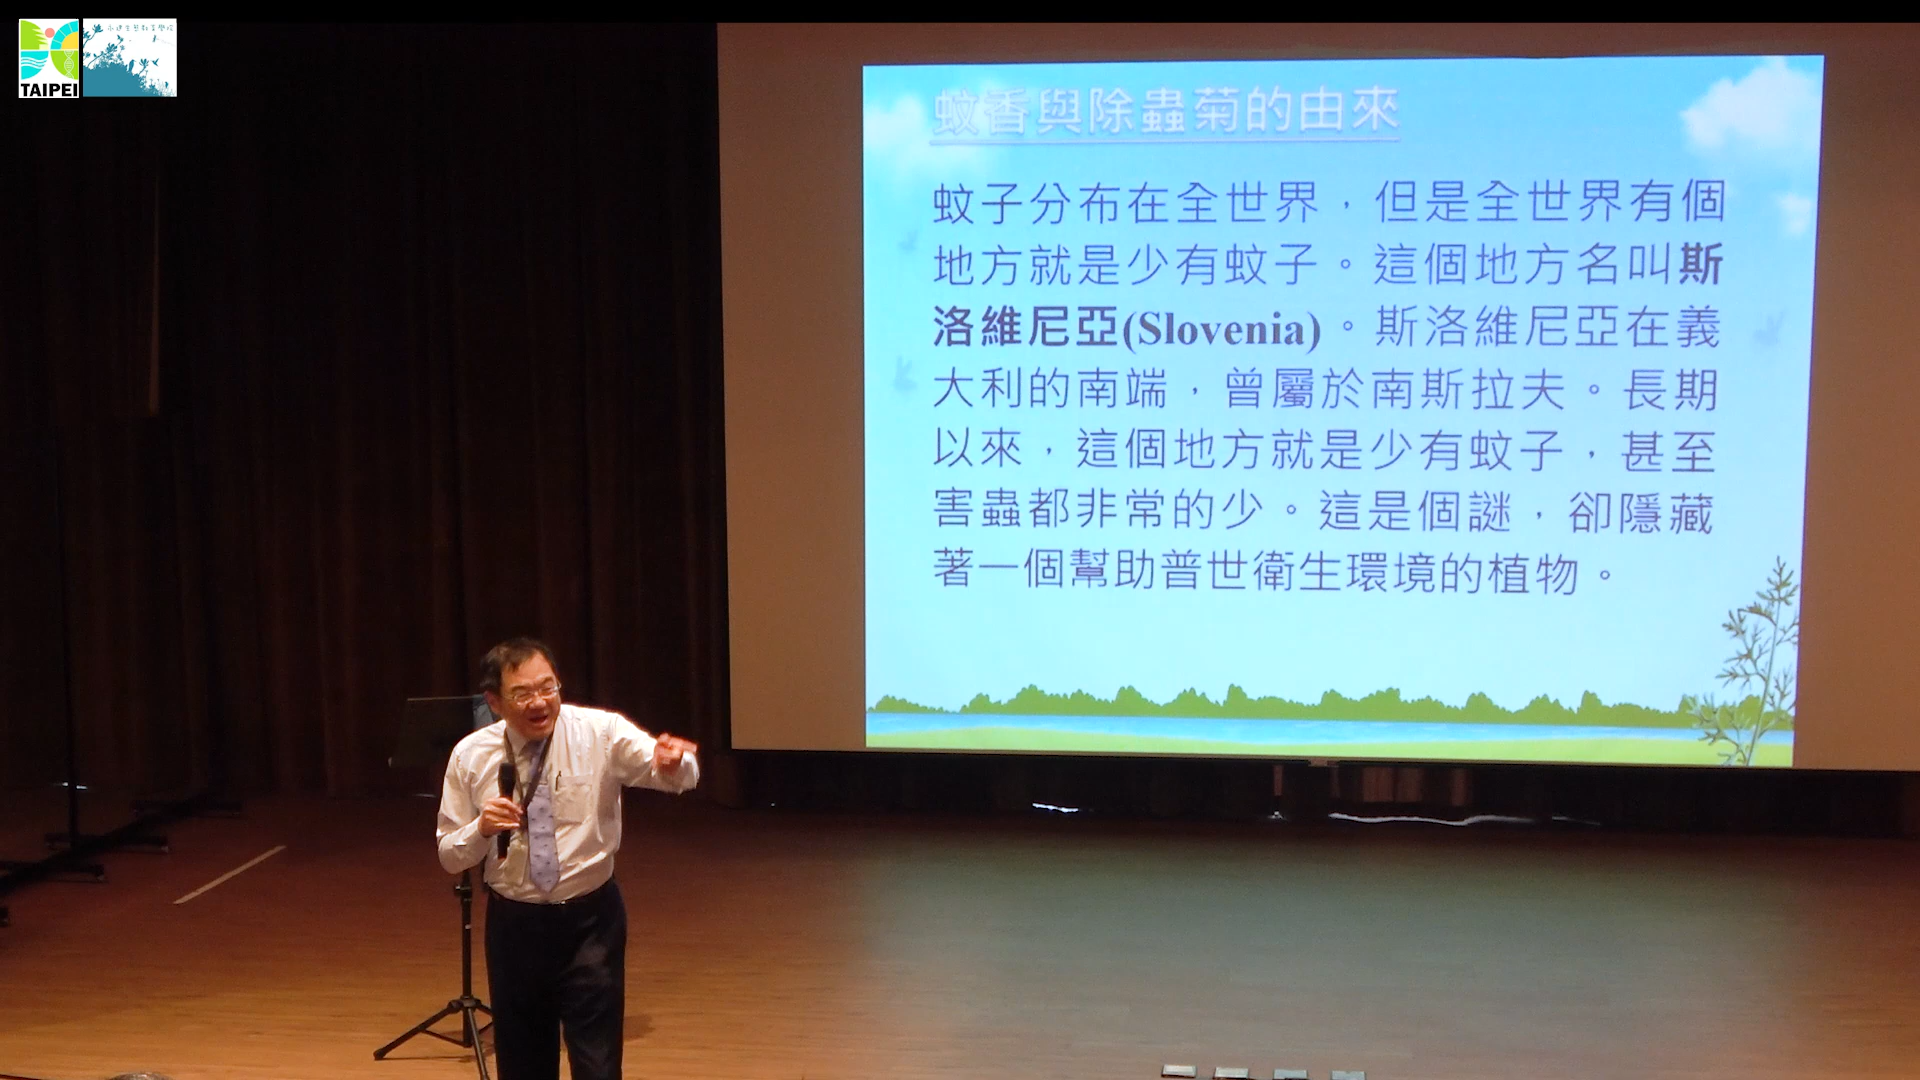 TAIPEI
蚊香與除蟲菊的由來
蚊子分布在全世界，但是全世界有個
地方就是少有蚊子。這個地方名叫斯
洛維尼亞(Slovenia)。斯洛維尼亞在義
大利的南端，曾屬於南斯拉夫。長期
以來，這個地方就是少有蚊子，甚至
害蟲都非常的少。這是個謎，卻隱藏
著一個幫助普世衛生環境的植物。